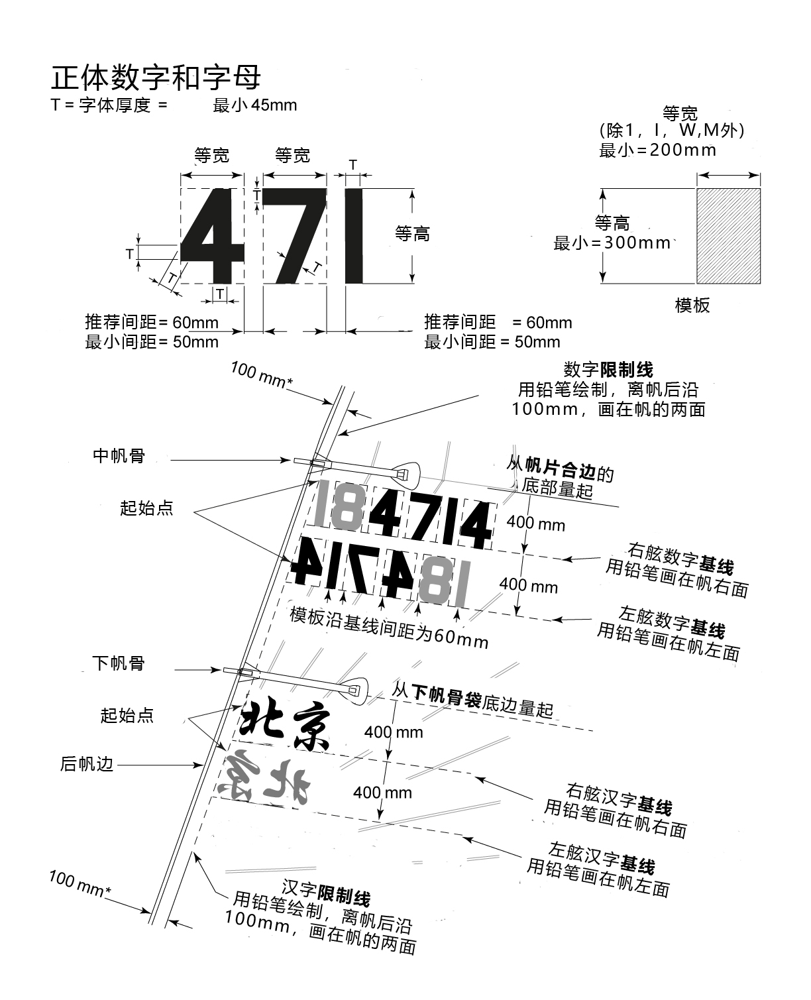 正体数字和字母
T = 字体厚度 = 最小 45mm
等宽
(除1，I，W,M外)
最小=200mm
等宽
等宽
T
T
471
等高
T
T
T
T
等高
最小=300mm
模板
推荐间距= 60mm
最小间距= 50mm
推荐间距 = 60mm
最小间距 = 50mm
100 mm*
数字限制线
用铅笔绘制，离帆后沿
100mm，画在帆的两面
中帆骨
从帆片合边的
底部量起
起始点
184714
400 mm
右舷数字基线
用铅笔画在帆右面
184714
400 mm
左舷数字基线
用铅笔画在帆左面
模板沿基线间距为60mm
下帆骨
从下帆骨袋底边量起
起始点
北京
400 mm
后帆边
北京
400 mm
右舷汉字基线
用铅笔画在帆右面
左舷汉字基线
用铅笔画在帆左面
100 mm*
汉字限制线
用铅笔绘制，离帆后沿
100mm，画在帆的两面